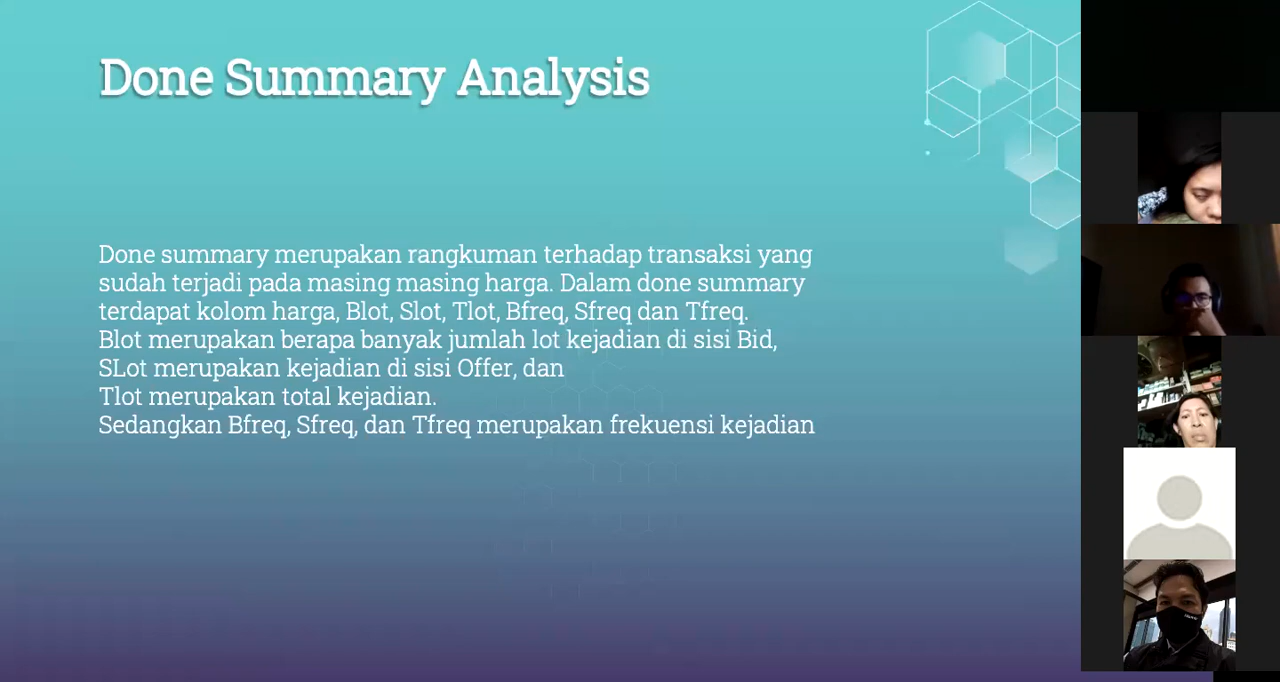 Done Summary Analysis
Done summary merupakan rangkuman terhadap transaksi yang
sudah terjadi pada masing masing harga. Dalam done summary
terdapat kolom harga, Blot, Slot, Tlot, Bfreq, Sfreq dan Tfreq.
Blot merupakan berapa banyak jumlah lot kejadian di sisi Bid,
SLot merupakan kejadian di sisi Offer, dan
Tlot merupakan total kejadian.
Sedangkan Bfreq, Sfreq, dan Tfreq merupakan frekuensi kejadian